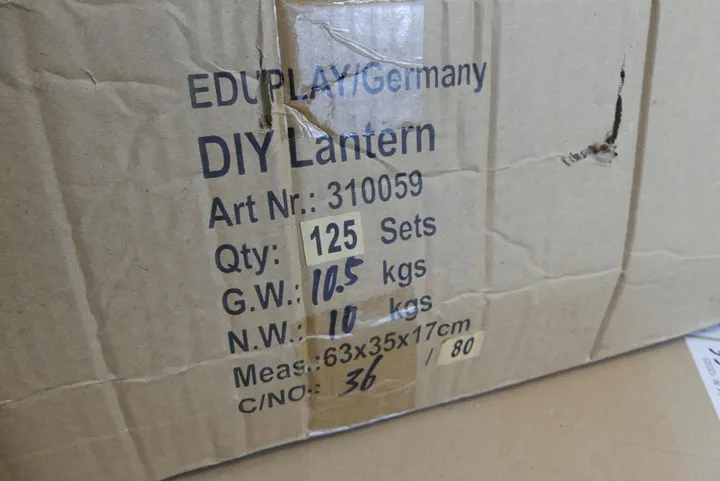 EDUPLAY/Germany
DIY Lantern
Art Nr.: 310059
Qty: 125 Sets
G.W.: 10.5 kgs
N.W.: 10 kgs
Meas.:63x35x17cm
C/NO.: 36 / 80